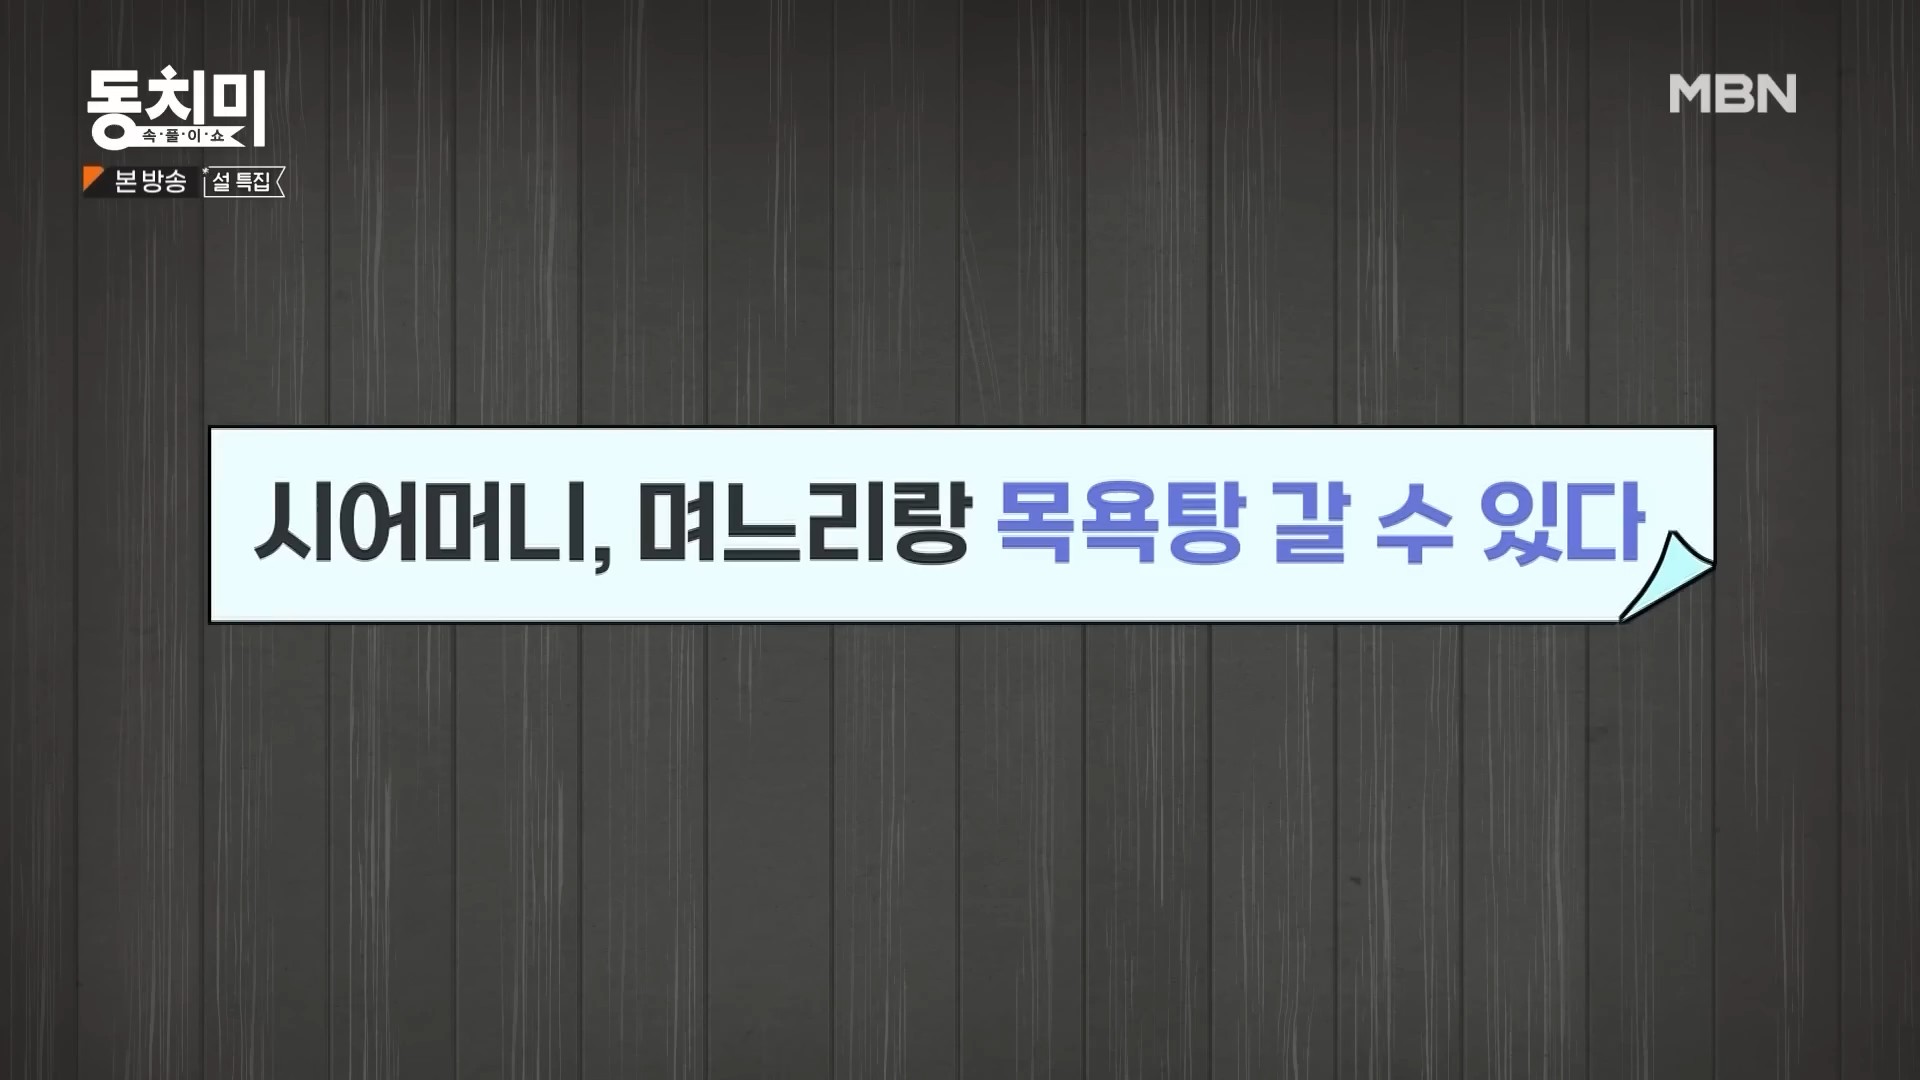 동치미
속·풀·이·쇼
본방송 설 특집
MBN
시어머니, 며느리랑 목욕탕 갈 수 있다